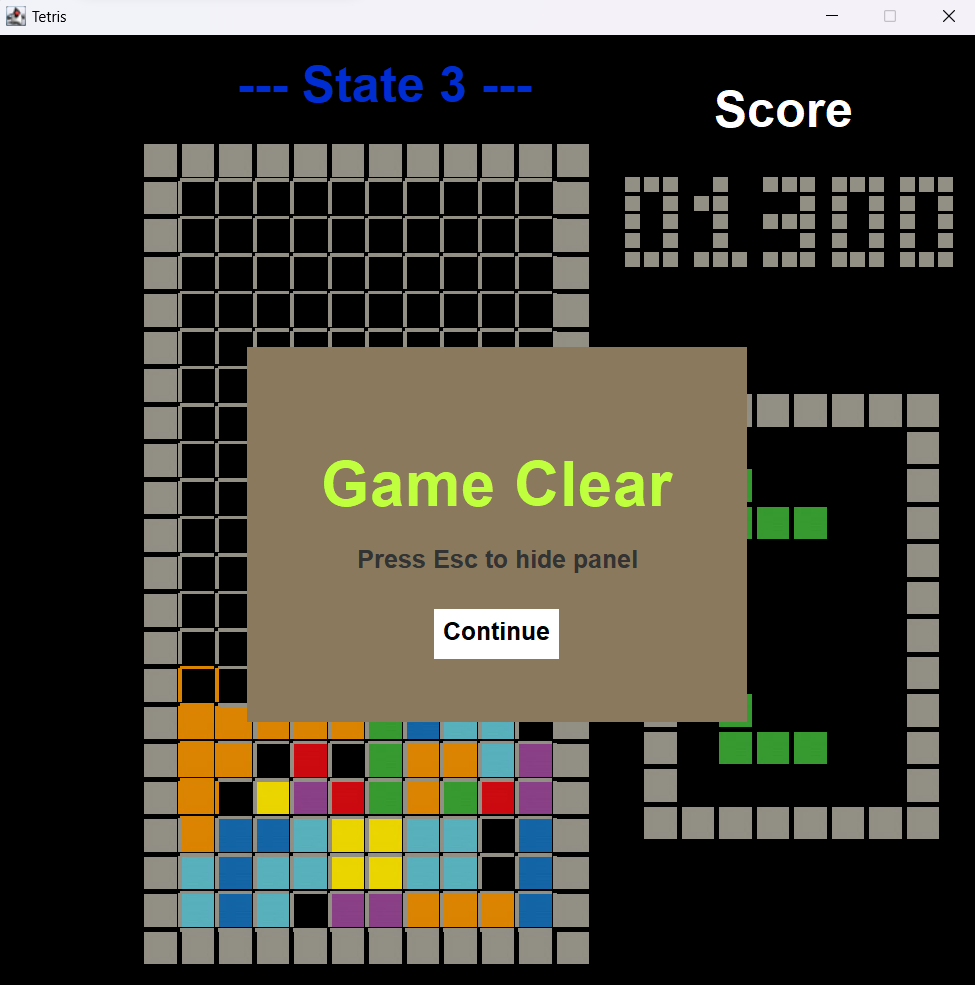 Tetris
--- State 3 ---
Score
01300
Game Clear
Press Esc to hide panel
Continue